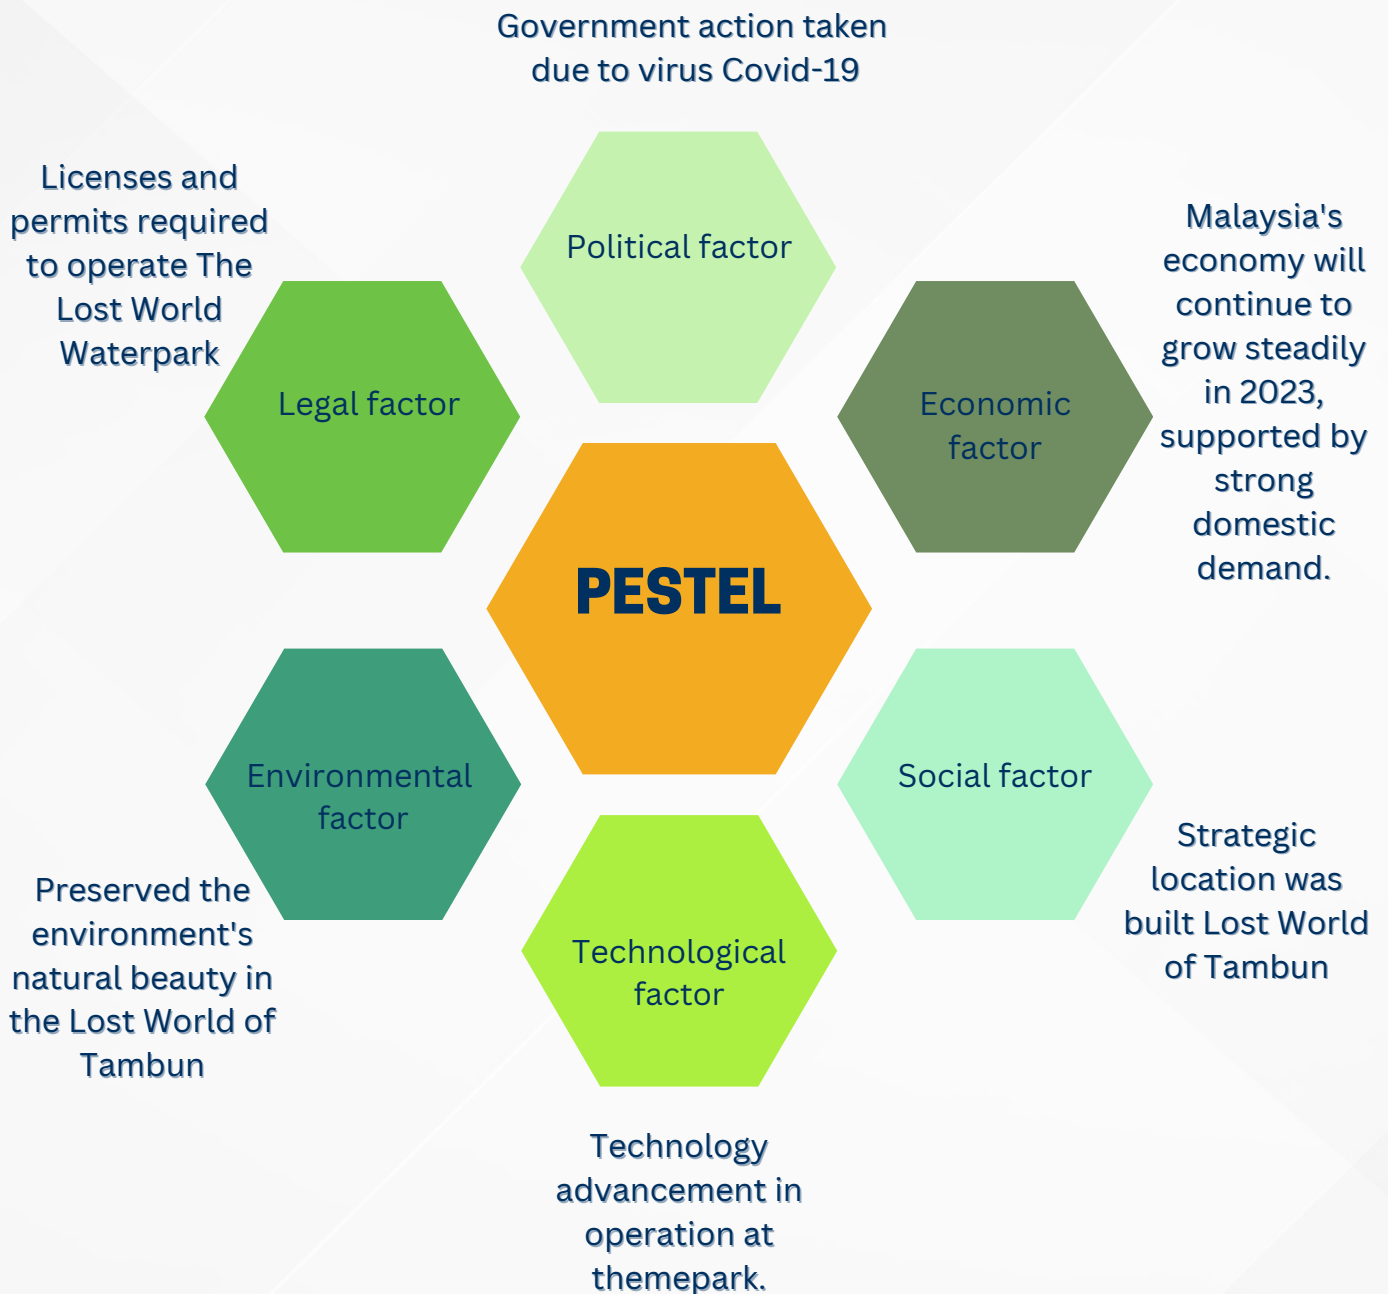 Government action taken
due to virus Covid-19
Political factor
Licenses and
permits required
to operate The
Lost World
Waterpark
Legal factor
Economic
factor
Malaysia's
economy will
continue to
grow steadily
in 2023,
supported by
strong
domestic
demand.
PESTEL
Environmental
factor
Preserved the
environment's
natural beauty in
the Lost World of
Tambun
Social factor
Strategic
location was
built Lost World
of Tambun
Technological
factor
Technology
advancement in
operation at
themepark.